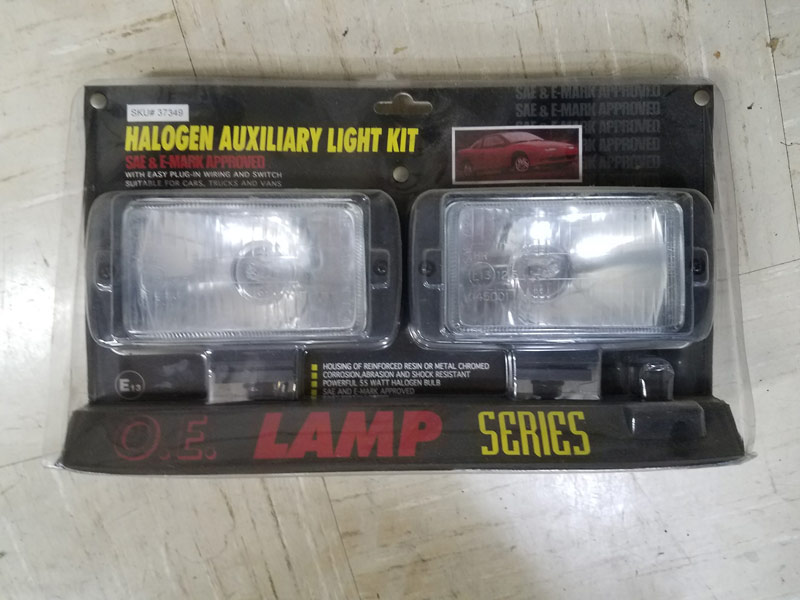 SKU# 37349
HALOGEN AUXILIARY LIGHT KIT
SAE & E-MARK APPROVED
WITH EASY PLUG-IN WIRING AND SWITCH
SUITABLE FOR CARS, TRUCKS AND VANS
SAE & E-MARK APPROVED
SAE & E-MARK APPROVED
SAE & E-MARK APPROVED
SAE & E-MARK APPROVED
SAE & E-MARK APPROVED
E13
HOUSING OF REINFORCED RESIN OR METAL CHROMED
CORROSION,ABRASION AND SHOCK RESISTANT
POWERFUL 55 WATT HALOGEN BULB
SAE AND E-MARK APPROVED
O.E. LAMP SERIES